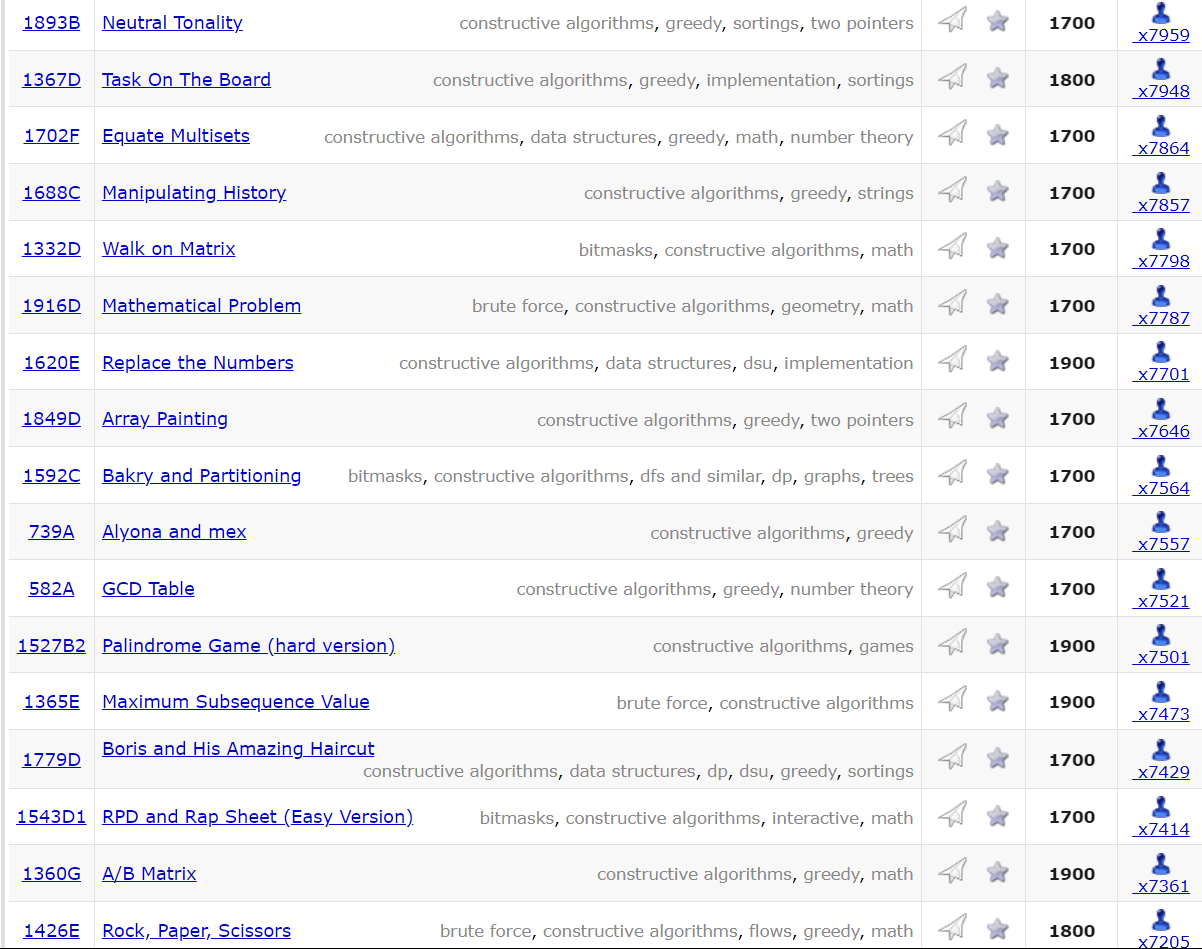 1893B Neutral Tonality constructive algorithms, greedy, sortings, two pointers 1700 x7959
1367D Task On The Board constructive algorithms, greedy, implementation, sortings 1800 x7948
1702F Equate Multisets constructive algorithms, data structures, greedy, math, number theory 1700 x7864
1688C Manipulating History constructive algorithms, greedy, strings 1700 x7857
1332D Walk on Matrix bitmasks, constructive algorithms, math 1700 x7798
1916D Mathematical Problem brute force, constructive algorithms, geometry, math 1700 x7787
1620E Replace the Numbers constructive algorithms, data structures, dsu, implementation 1900 x7701
1849D Array Painting constructive algorithms, greedy, two pointers 1700 x7646
1592C Bakry and Partitioning bitmasks, constructive algorithms, dfs and similar, dp, graphs, trees 1700 x7564
739A Alyona and mex constructive algorithms, greedy 1700 x7557
582A GCD Table constructive algorithms, greedy, number theory 1700 x7521
1527B2 Palindrome Game (hard version) constructive algorithms, games 1900 x7501
1365E Maximum Subsequence Value brute force, constructive algorithms 1900 x7473
1779D Boris and His Amazing Haircut constructive algorithms, data structures, dp, dsu, greedy, sortings 1700 x7429
1543D1 RPD and Rap Sheet (Easy Version) bitmasks, constructive algorithms, interactive, math 1700 x7414
1360G A/B Matrix constructive algorithms, greedy, math 1900 x7361
1426E Rock, Paper, Scissors brute force, constructive algorithms, flows, greedy, math 1800 x7205